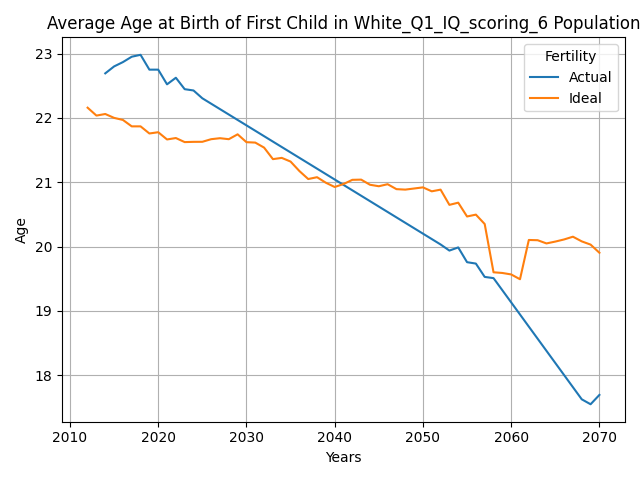 Average Age at Birth of First Child in White_Q1_IQ_scoring_6 Population
Fertility
Actual
Ideal
23
22
21
20
19
18
Age
2010
2020
2030
2040
2050
2060
2070
Years